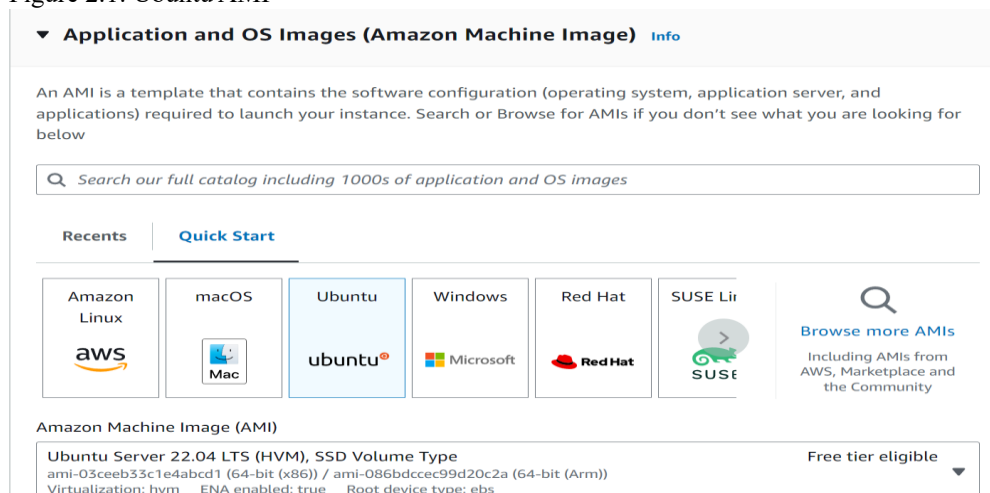 Figure 2.1: Ubuntu AMI
Application and OS Images (Amazon Machine Image) Info
An AMI is a template that contains the software configuration (operating system, application server, and
applications) required to launch your instance. Search or Browse for AMIs if you don't see what you are looking for
below
Search our full catalog including 1000s of application and OS images
Recents Quick Start
Amazon
Linux
aws
macOS
Mac
Ubuntu
ubuntu
Windows
Microsoft
Red Hat
Red Hat
SUSE Lir
SUSE
Browse more AMIs
Including AMIs from
AWS, Marketplace and
the Community
Amazon Machine Image (AMI)
Ubuntu Server 22.04 LTS (HVM), SSD Volume Type Free tier eligible
ami-03ceeb33c1e4abcd1 (64-bit (x86)) / ami-086bdccec99d20c2a (64-bit (Arm))
Virtualization: hvm ENA enabled: true Root device type: ebs